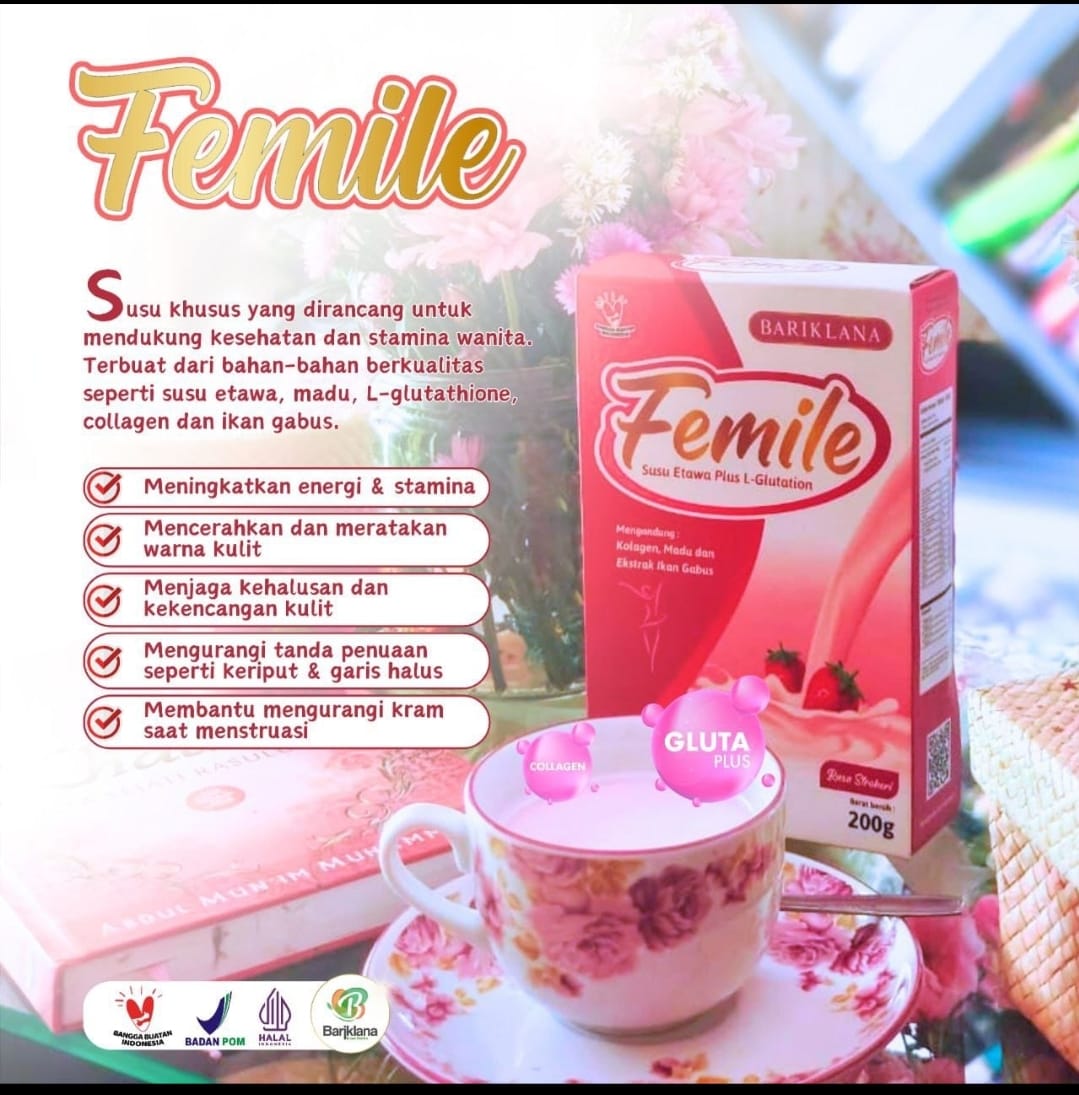 Femile
Susu khusus yang dirancang untuk
mendukung kesehatan dan stamina wanita.
Terbuat dari bahan-bahan berkualitas
seperti susu etawa, madu, L-glutathione,
collagen dan ikan gabus.
Meningkatkan energi & stamina
Mencerahkan dan meratakan
warna kulit
Menjaga kehalusan dan
kekencangan kulit
Mengurangi tanda penuaan
seperti keriput & garis halus
Membantu mengurangi kram
saat menstruasi
BARIKLANA
Femile
Susu Etawa Plus L-Glutation
Mengandung :
Kolagen, Madu dan
Ekstrak Ikan Gabus
Rasa Stroberi
Berat bersih :
200g
Femile
COLLAGEN
GLUTA
PLUS
ABDUL MUN'IM MUHAMM
BANGGA BUATAN
INDONESIA
BADAN POM
HALAL
INDONESIA
Bariklana